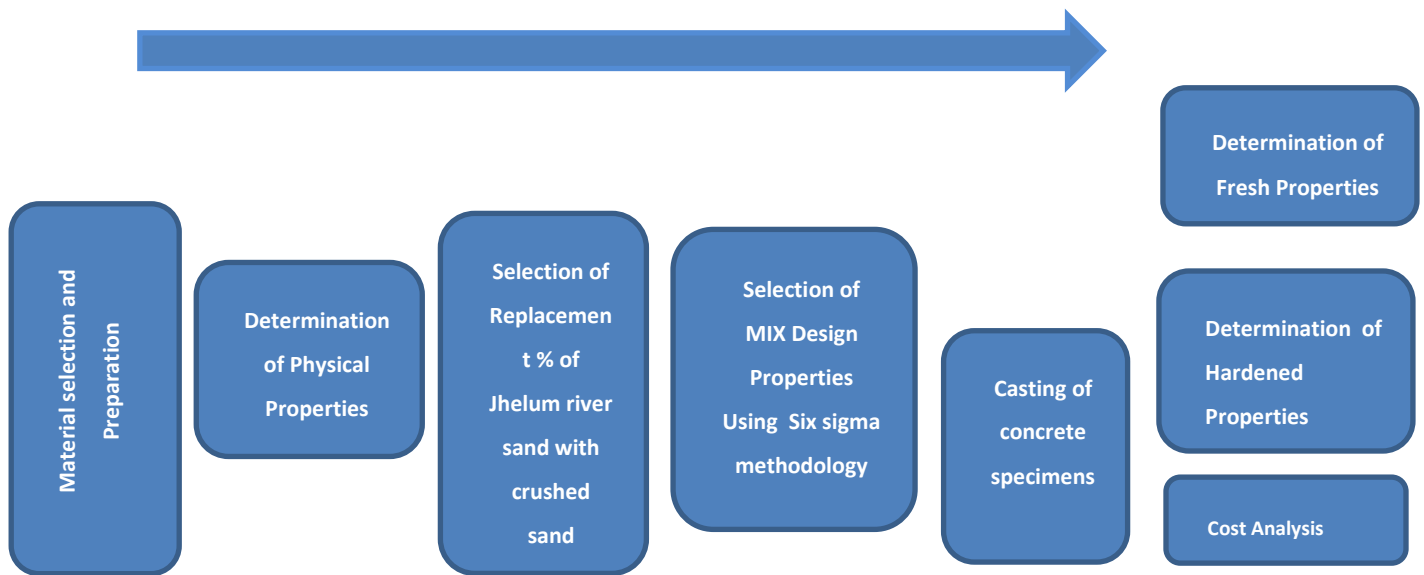 Material selection and
Preparation
Determination
of Physical
Properties
Selection of
Replacemen
t % of
Jhelum river
sand with
crushed
sand
Selection of
MIX Design
Properties
Using Six sigma
methodology
Casting of
concrete
specimens
Determination of
Fresh Properties
Determination of
Hardened
Properties
Cost Analysis